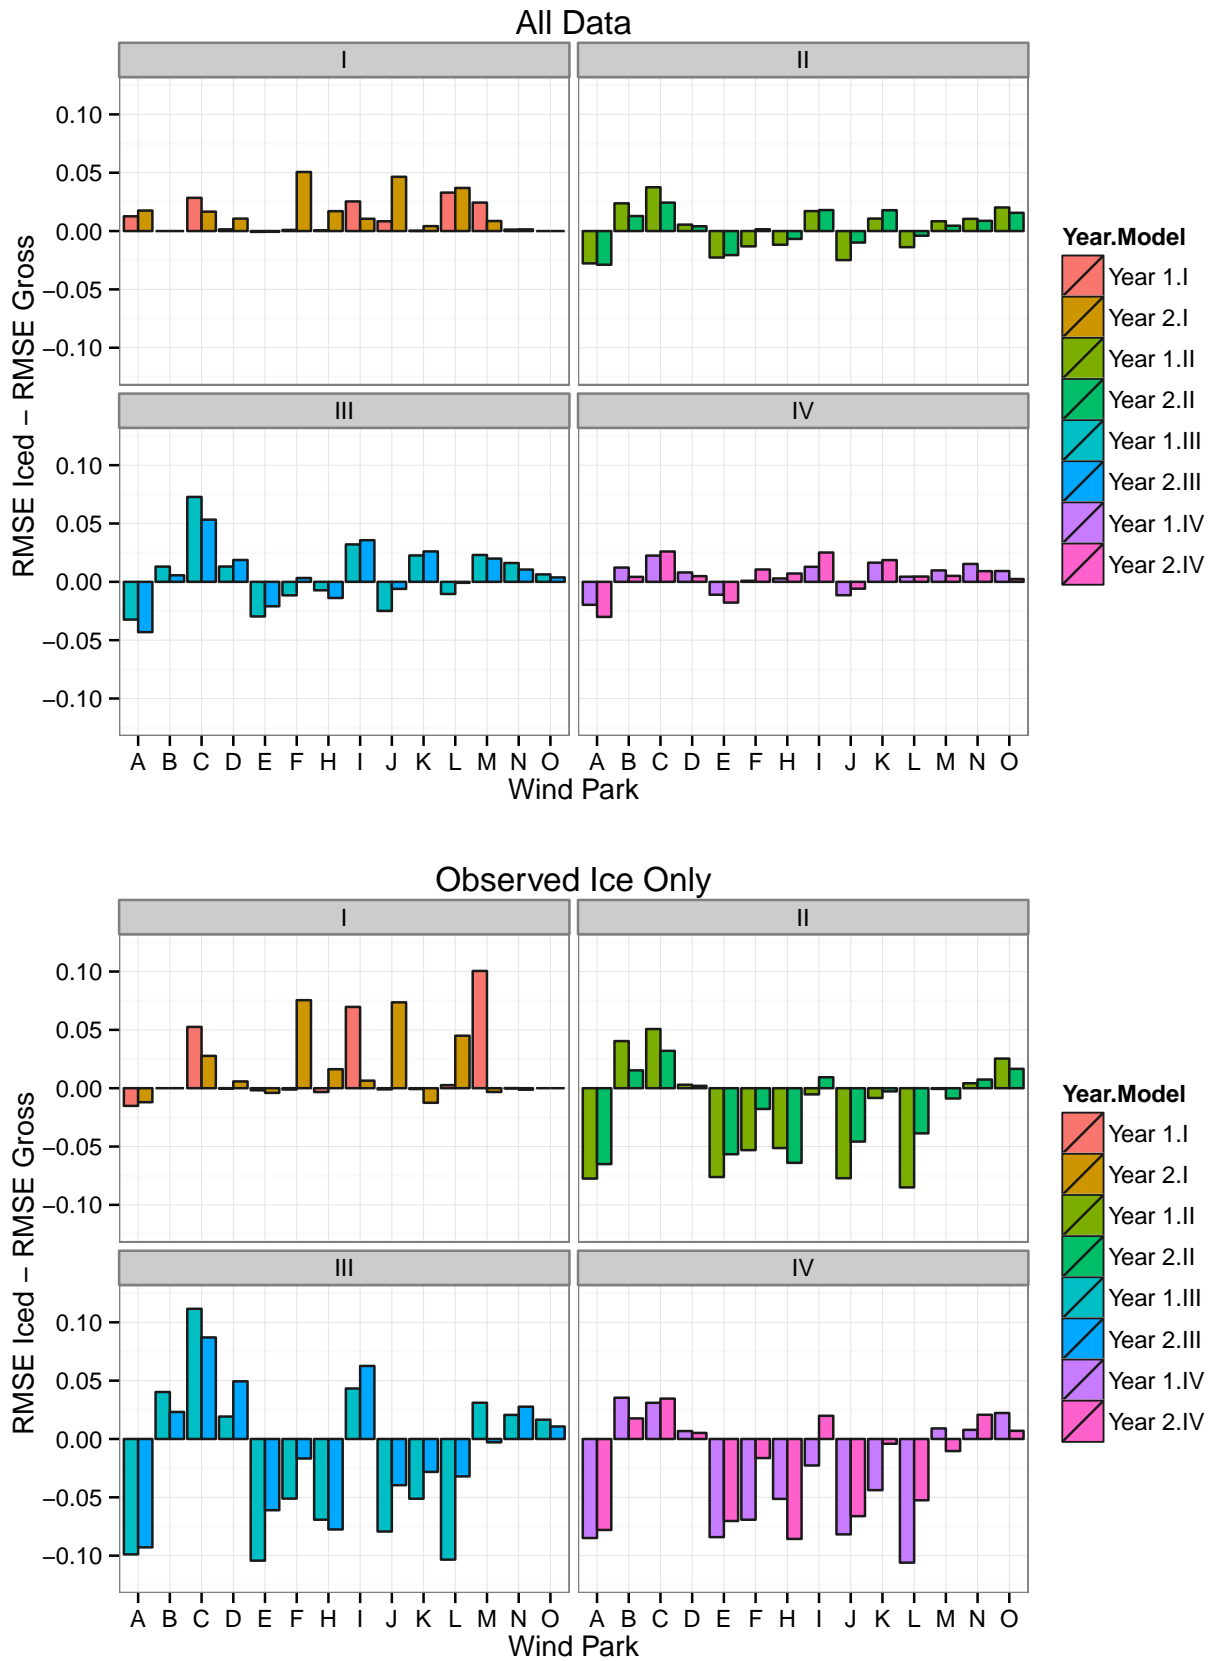 All Data
I II
0.10
0.05
0.00
−0.05
−0.10
III IV
0.10
0.05
0.00
−0.05
−0.10
RMSE Iced − RMSE Gross
A B C D E F H I J K L M N O A B C D E F H I J K L M N O
Wind Park
Year.Model
Year 1.I
Year 2.I
Year 1.II
Year 2.II
Year 1.III
Year 2.III
Year 1.IV
Year 2.IV
Observed Ice Only
I II
0.10
0.05
0.00
−0.05
−0.10
III IV
0.10
0.05
0.00
−0.05
−0.10
RMSE Iced − RMSE Gross
A B C D E F H I J K L M N O A B C D E F H I J K L M N O
Wind Park
Year.Model
Year 1.I
Year 2.I
Year 1.II
Year 2.II
Year 1.III
Year 2.III
Year 1.IV
Year 2.IV